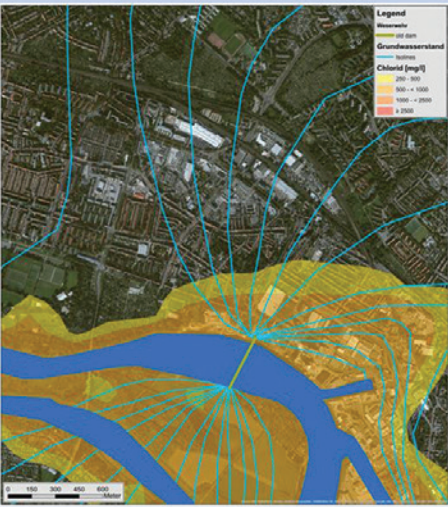 Legend
Weserwehr
old dam
Grundwasserstand
Isolines
Chlorid [mg/l]
250 - 500
500 - < 1000
1000 - < 2500
≥ 2500
0 150 300 450 600
Meter